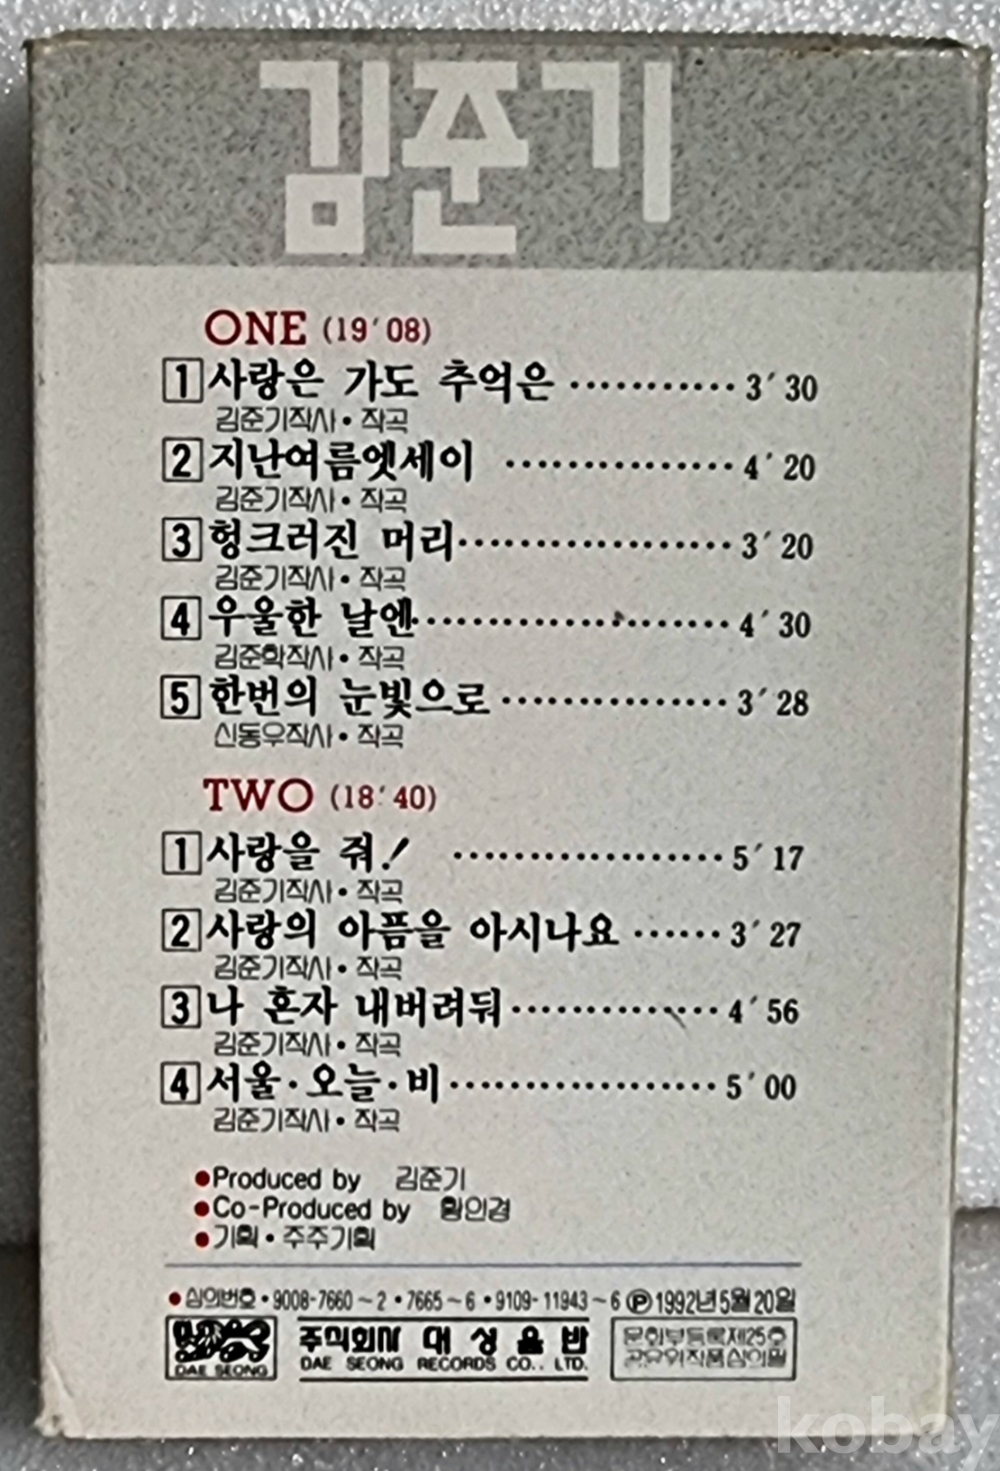 김준기
ONE (19′08)
1 사랑은 가도 추억은 ··········· 3′30
김준기작사·작곡
2 지난여름엣세이 ··············· 4′20
김준기작사·작곡
3 헝크러진 머리·················· 3′20
김준기작사·작곡
4 우울한 날엔····················· 4′30
김준학작사·작곡
5 한번의 눈빛으로 ··············· 3′28
신동우작사·작곡
TWO (18′40)
1 사랑을 줘! ·················· 5′17
김준기작사·작곡
2 사랑의 아픔을 아시나요 ······ 3′27
김준기작사·작곡
3 나 혼자 내버려둬·············· 4′56
김준기작사·작곡
4 서울·오늘·비·················· 5′00
김준기작사·작곡
●Produced by 김준기
●Co-Produced by 황인경
●기획·주주기획
●심의번호·9008-7660~2·7665~6·9109-11943~6 Ⓟ1992년5월20일
DAE SEONG
주식회사 대성음반
DAE SEONG RECORDS CO., LTD.
문화부등록제25호
공윤위작품심의필
kobay